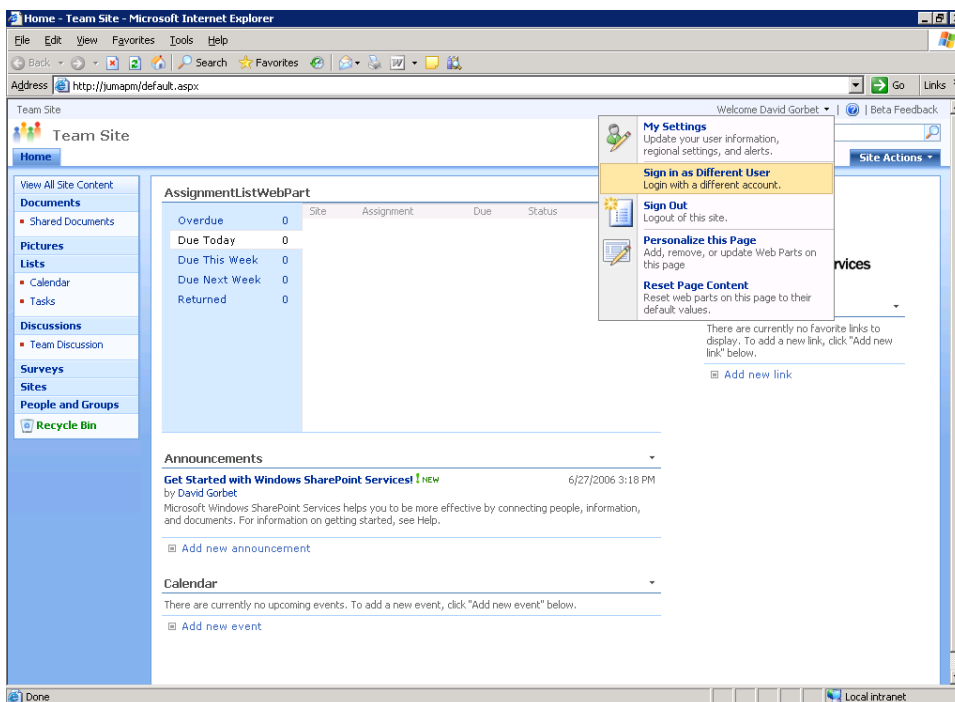 Home - Team Site - Microsoft Internet Explorer
File Edit View Favorites Tools Help
Back Search Favorites
Address http://jumapm/default.aspx Go Links
Team Site Welcome David Gorbet | Beta Feedback
Team Site
Home Site Actions
My Settings
Update your user information,
regional settings, and alerts.
Sign in as Different User
Login with a different account.
Sign Out
Logout of this site.
Personalize this Page
Add, remove, or update Web Parts on
this page
Reset Page Content
Reset web parts on this page to their
default values.
View All Site Content
Documents
Shared Documents
Pictures
Lists
Calendar
Tasks
Discussions
Team Discussion
Surveys
Sites
People and Groups
Recycle Bin
AssignmentListWebPart
Site Assignment Due Status
Overdue 0
Due Today 0
Due This Week 0
Due Next Week 0
Returned 0
rvices
There are currently no favorite links to
display. To add a new link, click "Add new
link" below.
Add new link
Announcements
Get Started with Windows SharePoint Services! ! NEW 6/27/2006 3:18 PM
by David Gorbet
Microsoft Windows SharePoint Services helps you to be more effective by connecting people, information,
and documents. For information on getting started, see Help.
Add new announcement
Calendar
There are currently no upcoming events. To add a new event, click "Add new event" below.
Add new event
Done Local intranet